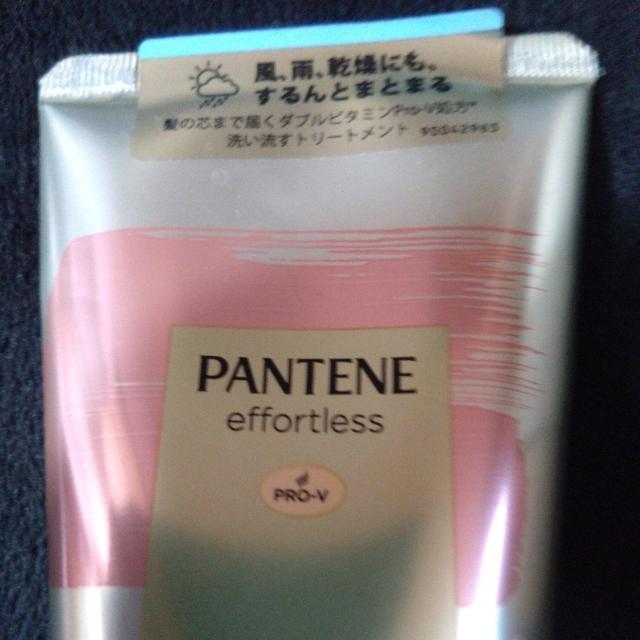 風、雨、乾燥にも。
するんとまとまる
髪の芯まで届くダブルビタミンPro-V処方*
洗い流すトリートメント 90042965
PANTENE
effortless
PRO-V